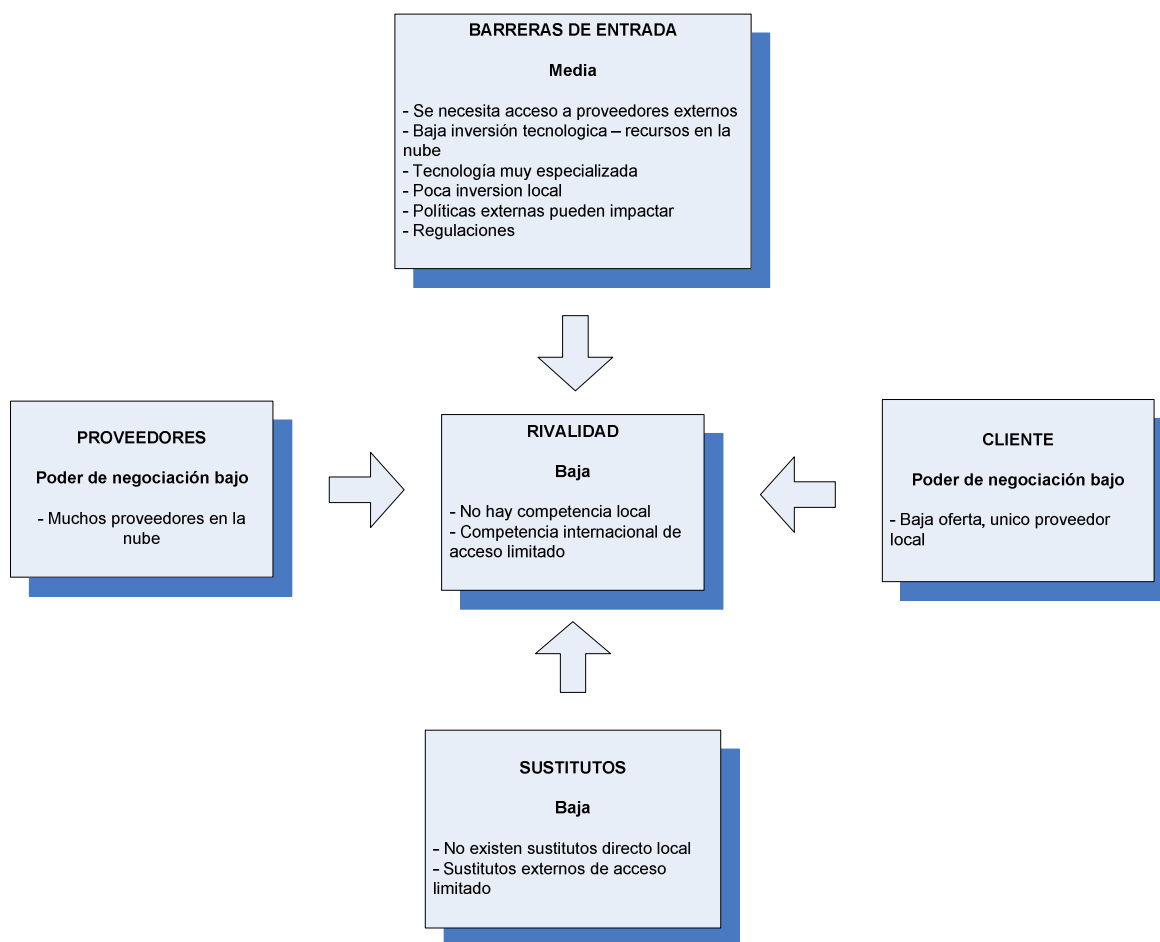 BARRERAS DE ENTRADA
Media
- Se necesita acceso a proveedores externos
- Baja inversión tecnologica – recursos en la
nube
- Tecnología muy especializada
- Poca inversion local
- Políticas externas pueden impactar
- Regulaciones
PROVEEDORES
Poder de negociación bajo
- Muchos proveedores en la
nube
RIVALIDAD
Baja
- No hay competencia local
- Competencia internacional de
acceso limitado
CLIENTE
Poder de negociación bajo
- Baja oferta, unico proveedor
local
SUSTITUTOS
Baja
- No existen sustitutos directo local
- Sustitutos externos de acceso
limitado